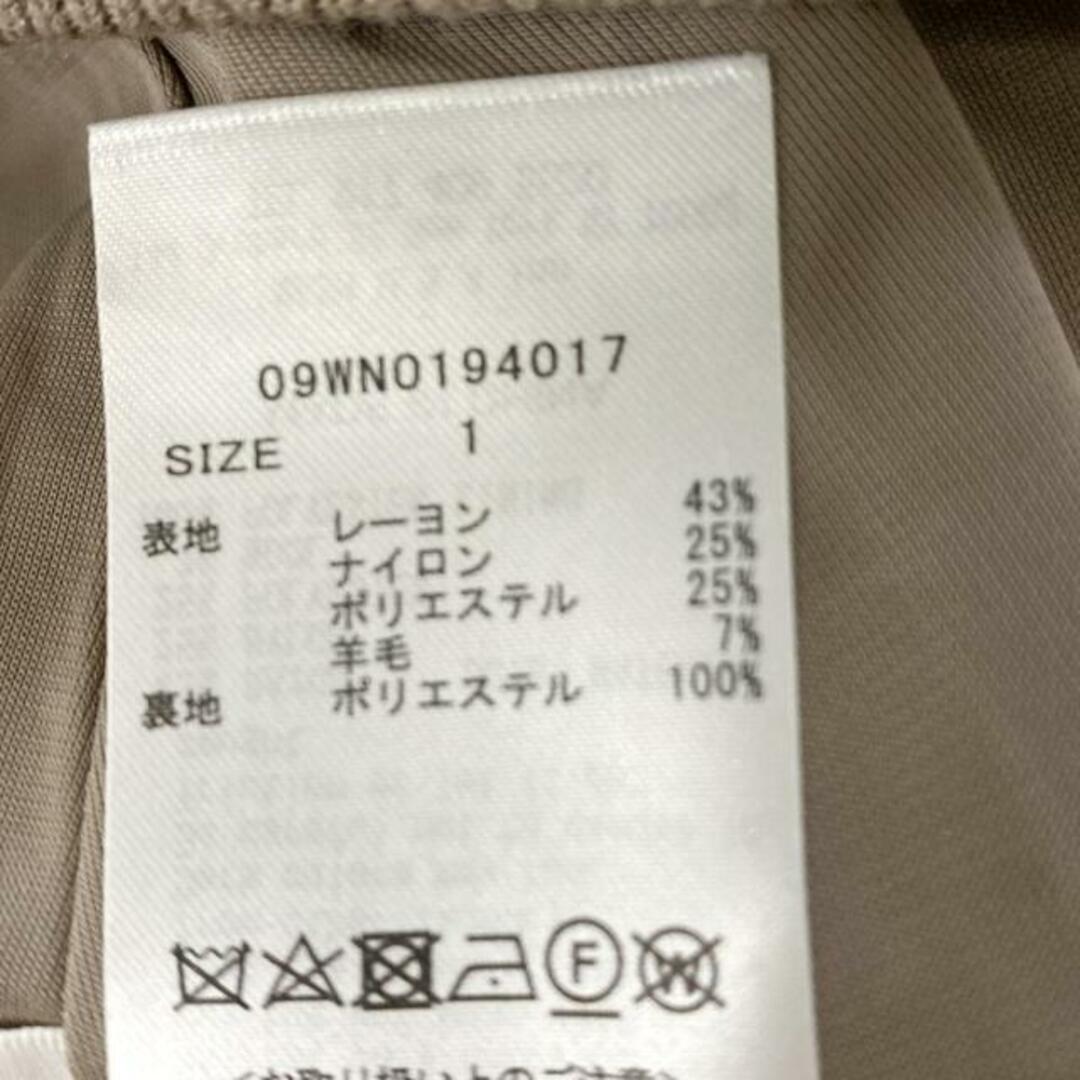 09WN0194017
SIZE 1
表地 レーヨン 43%
ナイロン 25%
ポリエステル 25%
羊毛 7%
裏地 ポリエステル 100%
F W